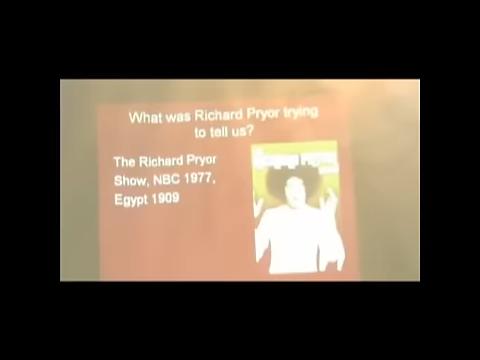 What was Richard Pryor trying
to tell us?
The Richard Pryor
Show, NBC 1977,
Egypt 1909